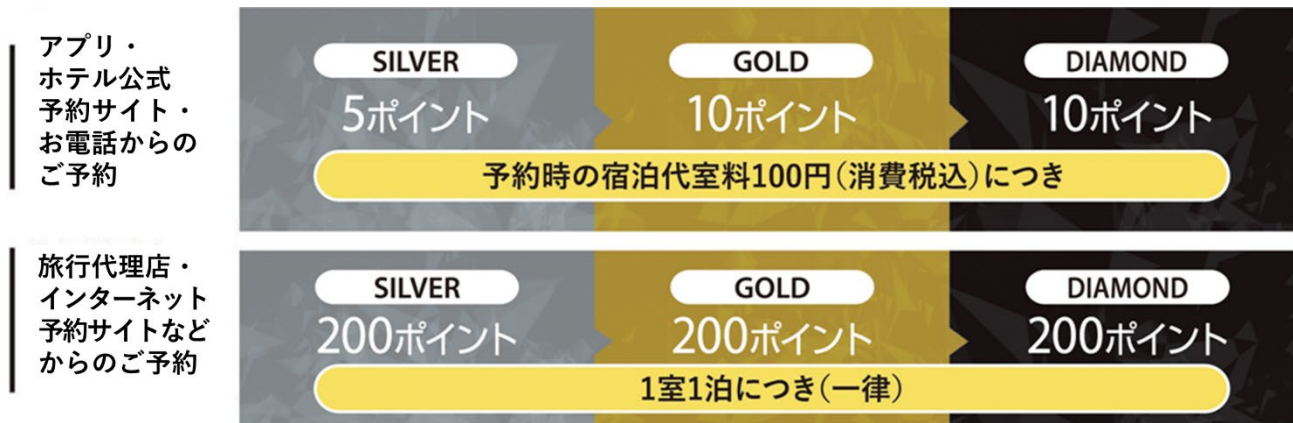 アプリ・
ホテル公式
予約サイト・
お電話からの
ご予約
SILVER
5ポイント
GOLD
10ポイント
DIAMOND
10ポイント
予約時の宿泊代室料100円(消費税込)につき
旅行代理店・
インターネット
予約サイトなど
からのご予約
SILVER
200ポイント
GOLD
200ポイント
DIAMOND
200ポイント
1室1泊につき(一律)